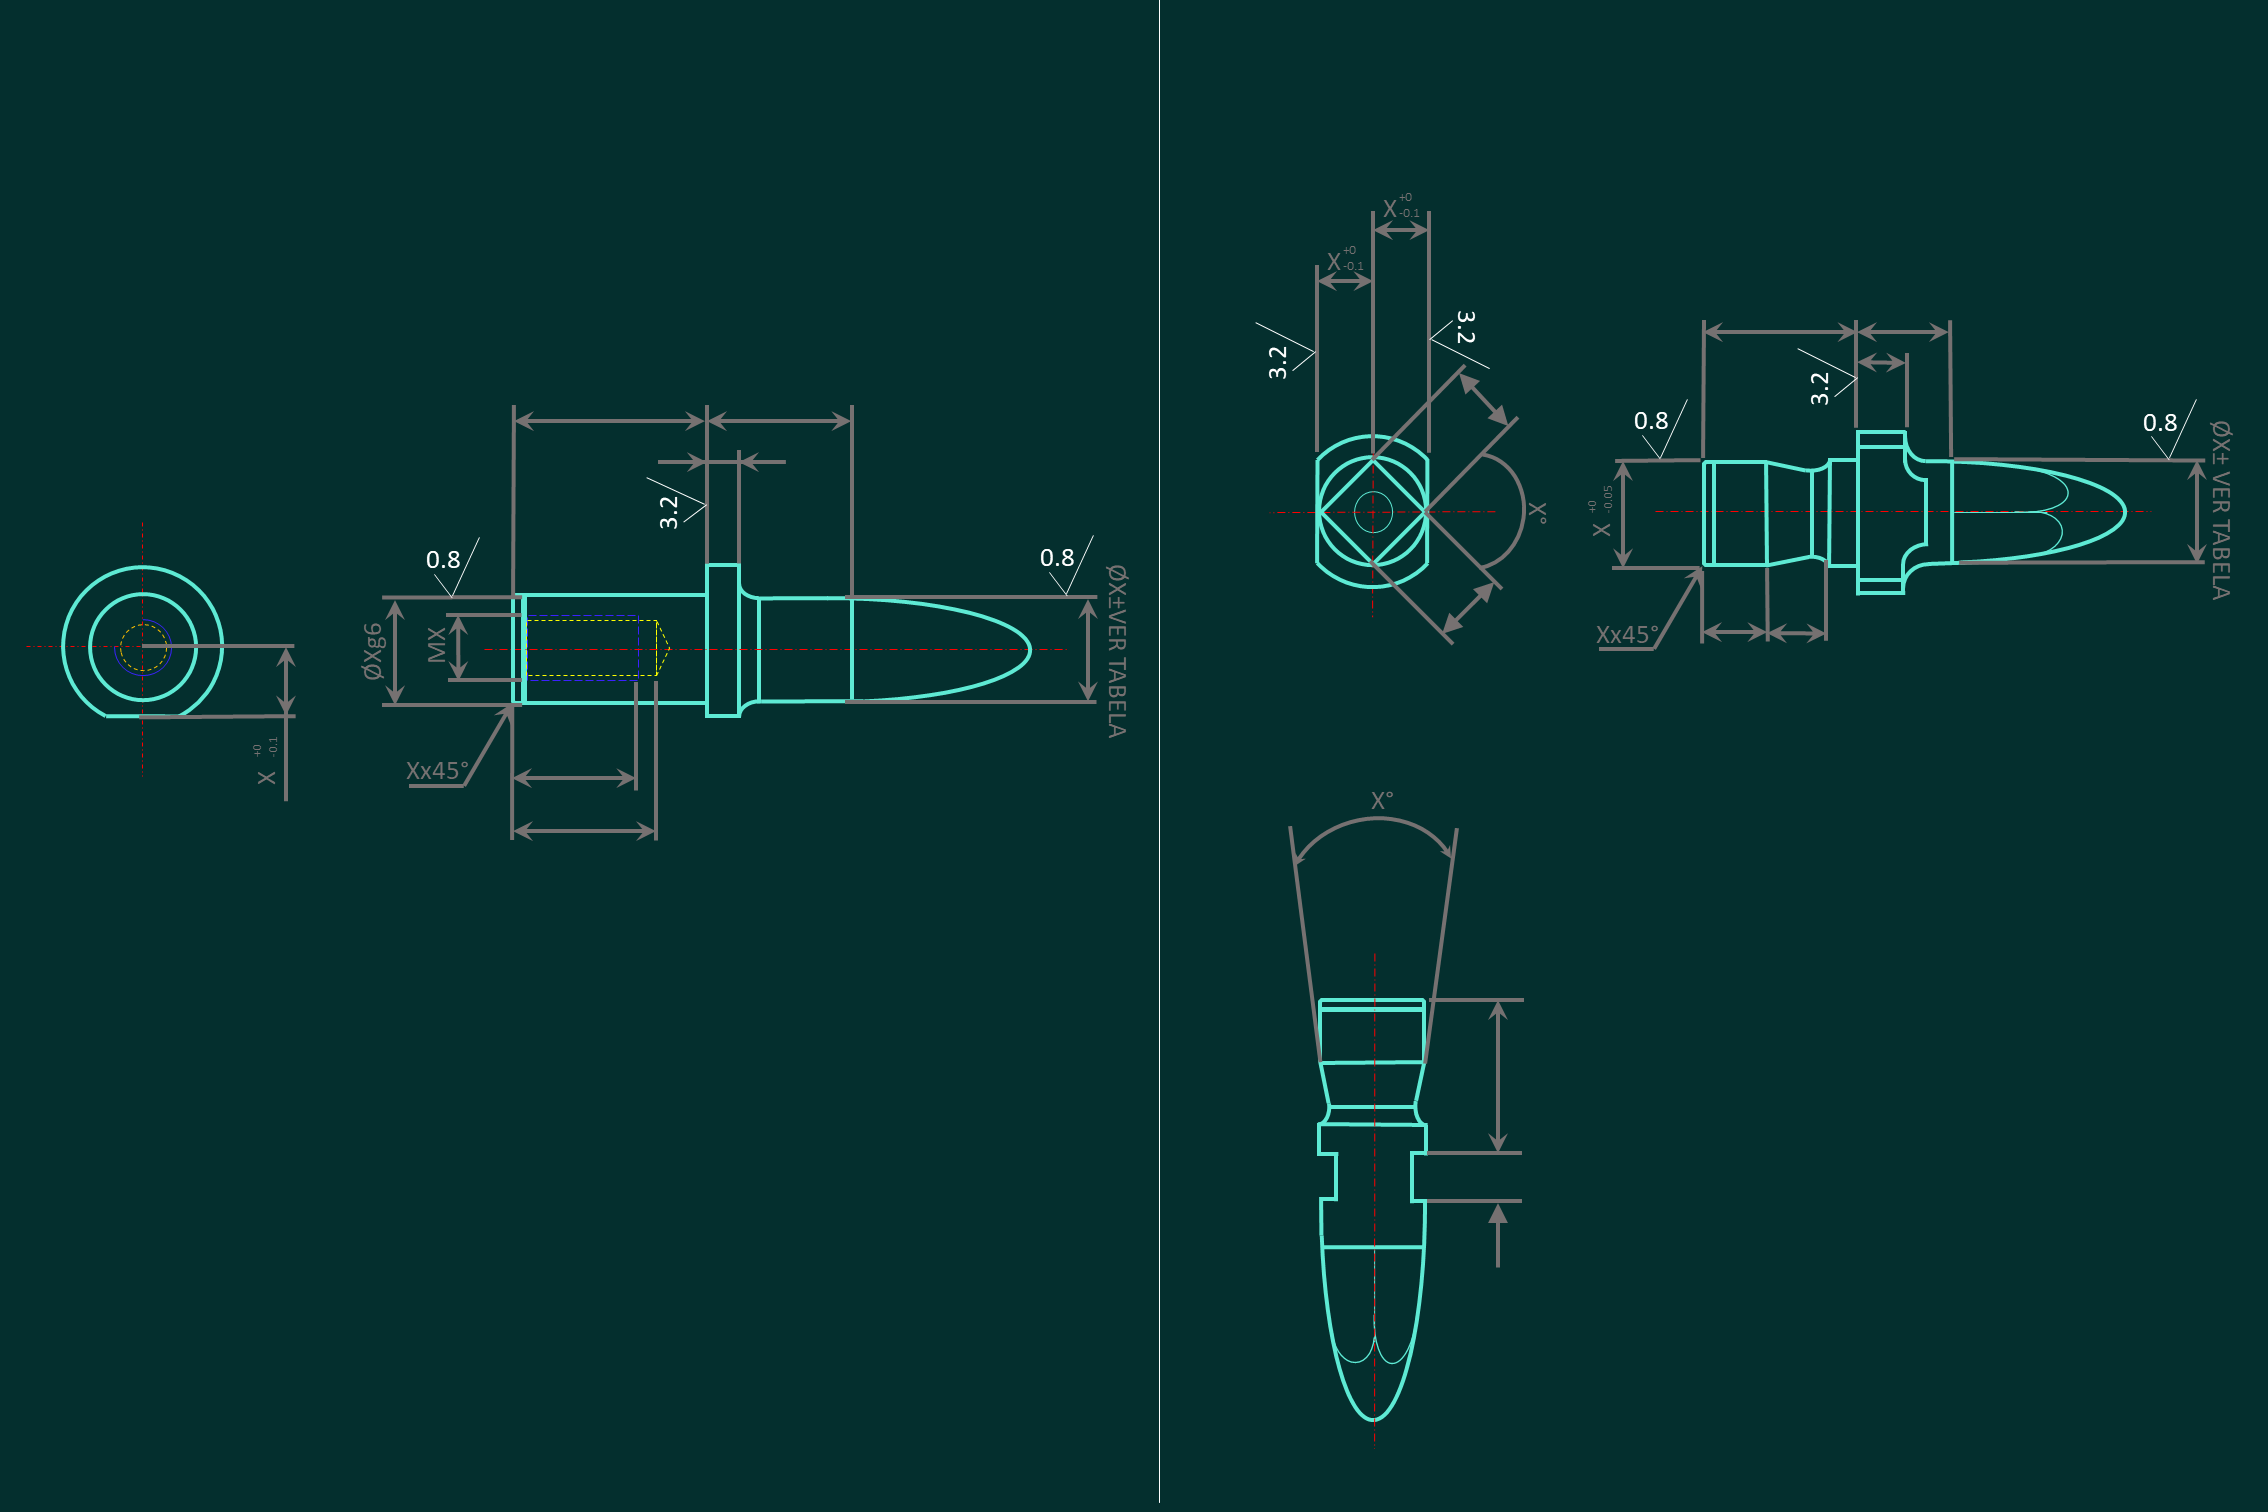 3.2
0.8
0.8
ØXg6
MX
ØX±VER TABELA
Xx45°
X +0 -0.1
X +0 -0.1
X +0 -0.1
3.2
3.2
X°
3.2
0.8
0.8
X +0 -0.05
ØX± VER TABELA
Xx45°
X°